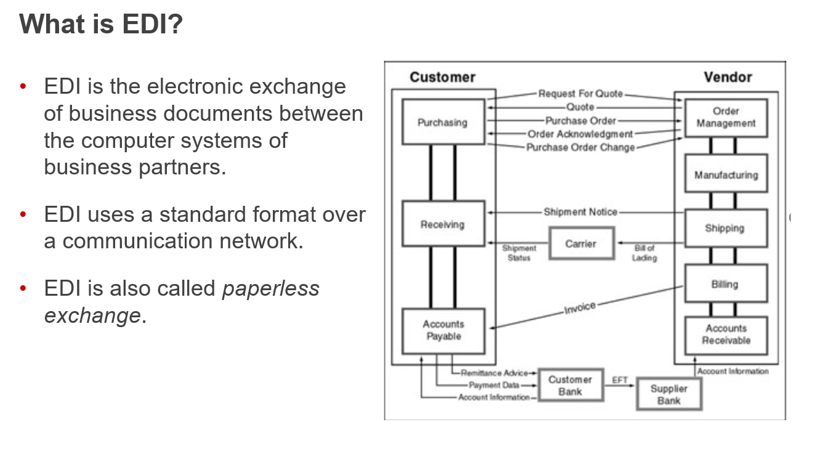 What is EDI?
• EDI is the electronic exchange
of business documents between
the computer systems of
business partners.
• EDI uses a standard format over
a communication network.
• EDI is also called paperless
exchange.
Customer
Vendor
Purchasing
Request For Quote
Quote
Purchase Order
Order Acknowledgment
Purchase Order Change
Order
Management
Manufacturing
Receiving
Shipment Notice
Shipping
Shipment
Status
Carrier
Bill of
Lading
Billing
Invoice
Accounts
Payable
Accounts
Receivable
Remittance Advice
Payment Data
Account Information
Customer
Bank
EFT
Supplier
Bank
Account Information